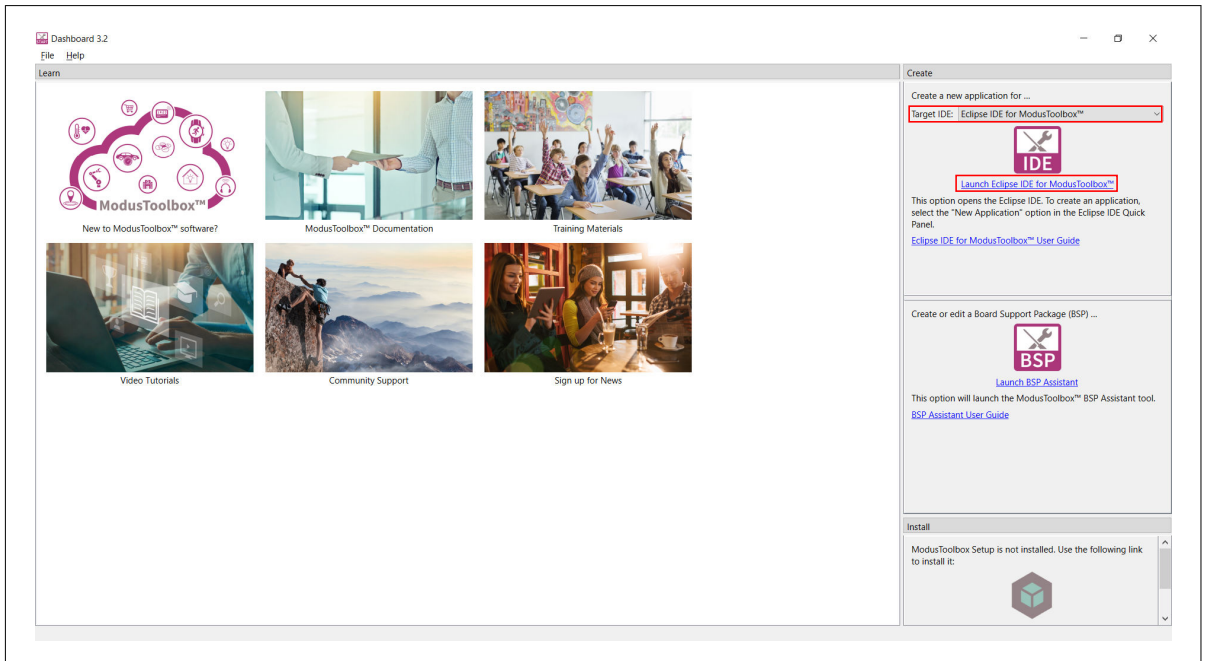 Dashboard 3.2
File Help
Learn
ModusToolbox™
New to ModusToolbox™ software?
ModusToolbox™ Documentation
Training Materials
Video Tutorials
Community Support
Sign up for News
Create
Create a new application for ...
Target IDE: Eclipse IDE for ModusToolbox™
IDE
Launch Eclipse IDE for ModusToolbox™
This option opens the Eclipse IDE. To create an application,
select the "New Application" option in the Eclipse IDE Quick
Panel.
Eclipse IDE for ModusToolbox™ User Guide
Create or edit a Board Support Package (BSP) ...
BSP
Launch BSP Assistant
This option will launch the ModusToolbox™ BSP Assistant tool.
BSP Assistant User Guide
Install
ModusToolbox Setup is not installed. Use the following link
to install it: